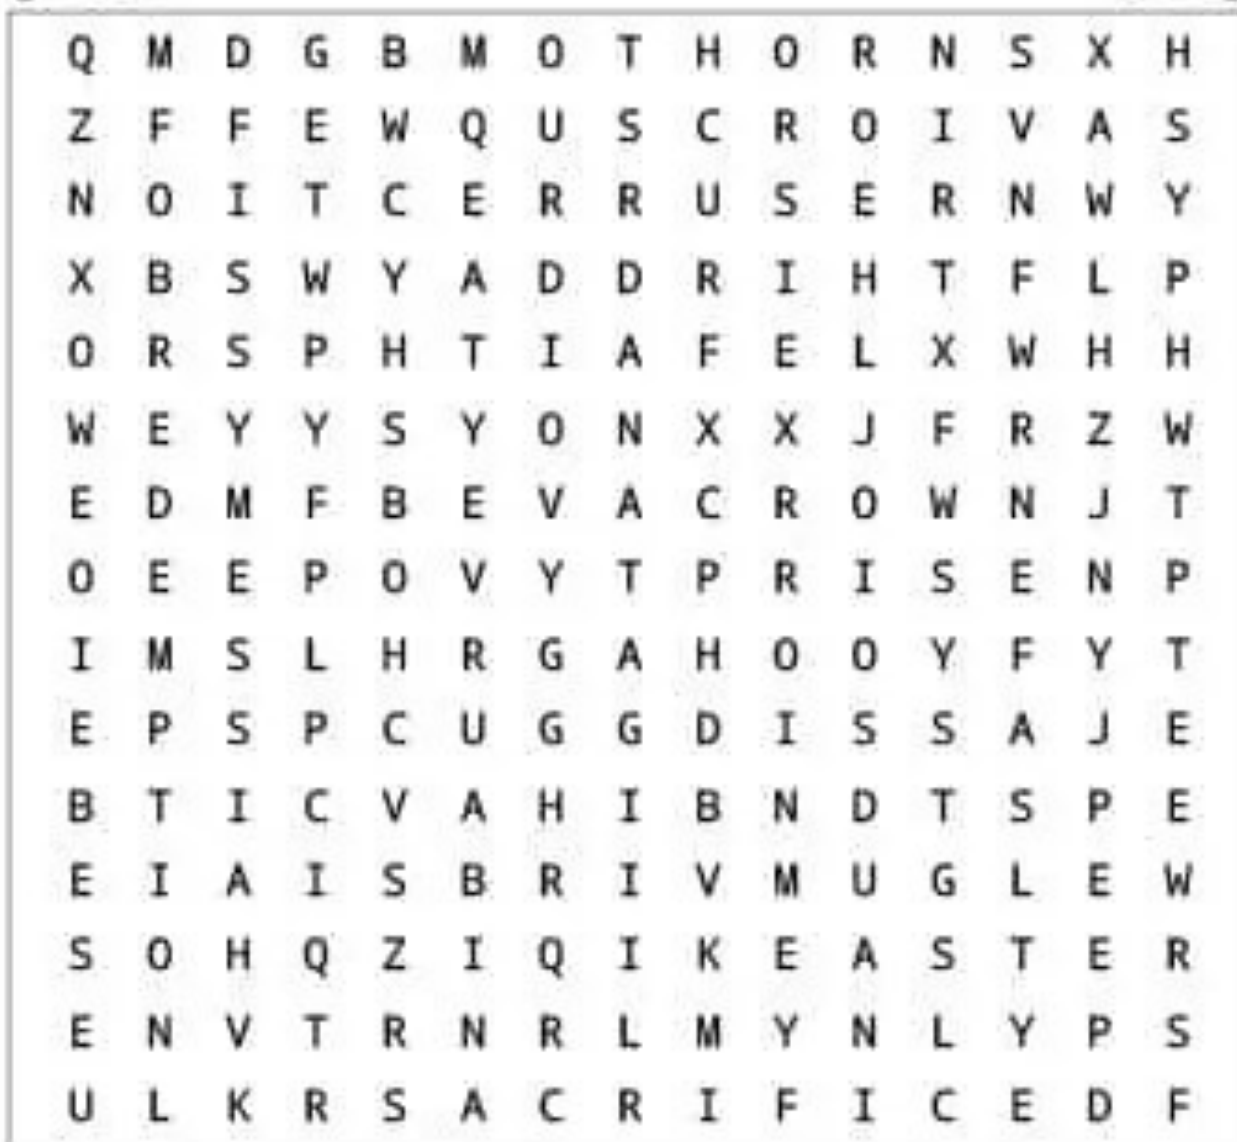 Q M D G B M O T H O R N S X H
Z F F E W Q U S C R O I V A S
N O I T C E R R U S E R N W Y
X B S W Y A D D R I H T F L P
O R S P H T I A F E L X W H H
W E Y Y S Y O N X X J F R Z W
E D M F B E V A C R O W N J T
O E E P O V Y T P R I S E N P
I M S L H R G A H O O Y F Y T
E P S P C U G G D I S S A J E
B T I C V A H I B N D T S P E
E I A I S B R I V M U G L E W
S O H Q Z I Q I K E A S T E R
E N V T R N R L M Y N L Y P S
U L K R S A C R I F I C E D F